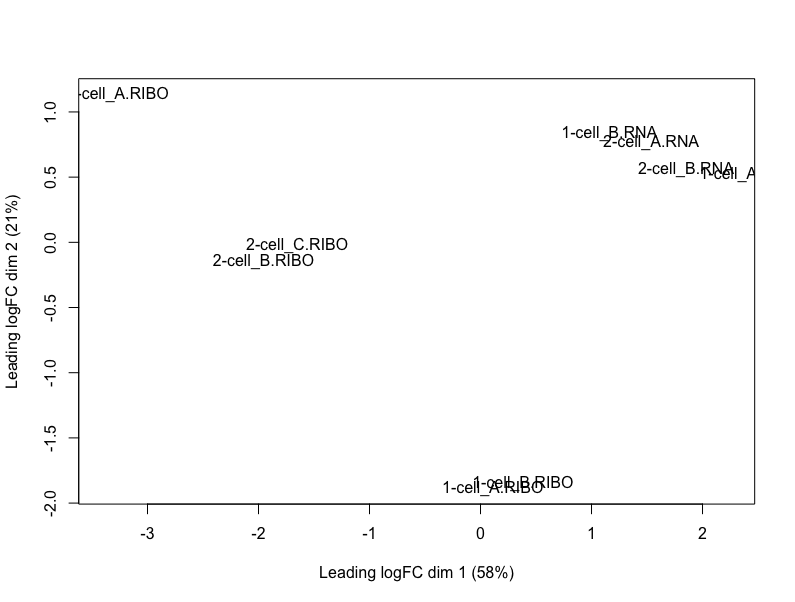 -cell_A.RIBO
1-cell_B.RNA
2-cell_A.RNA
2-cell_B.RNA
1-cell_A
2-cell_C.RIBO
2-cell_B.RIBO
1-cell_B.RIBO
1-cell_A.RIBO
1.0
0.5
0.0
-0.5
-1.0
-1.5
-2.0
Leading logFC dim 2 (21%)
-3 -2 -1 0 1 2
Leading logFC dim 1 (58%)